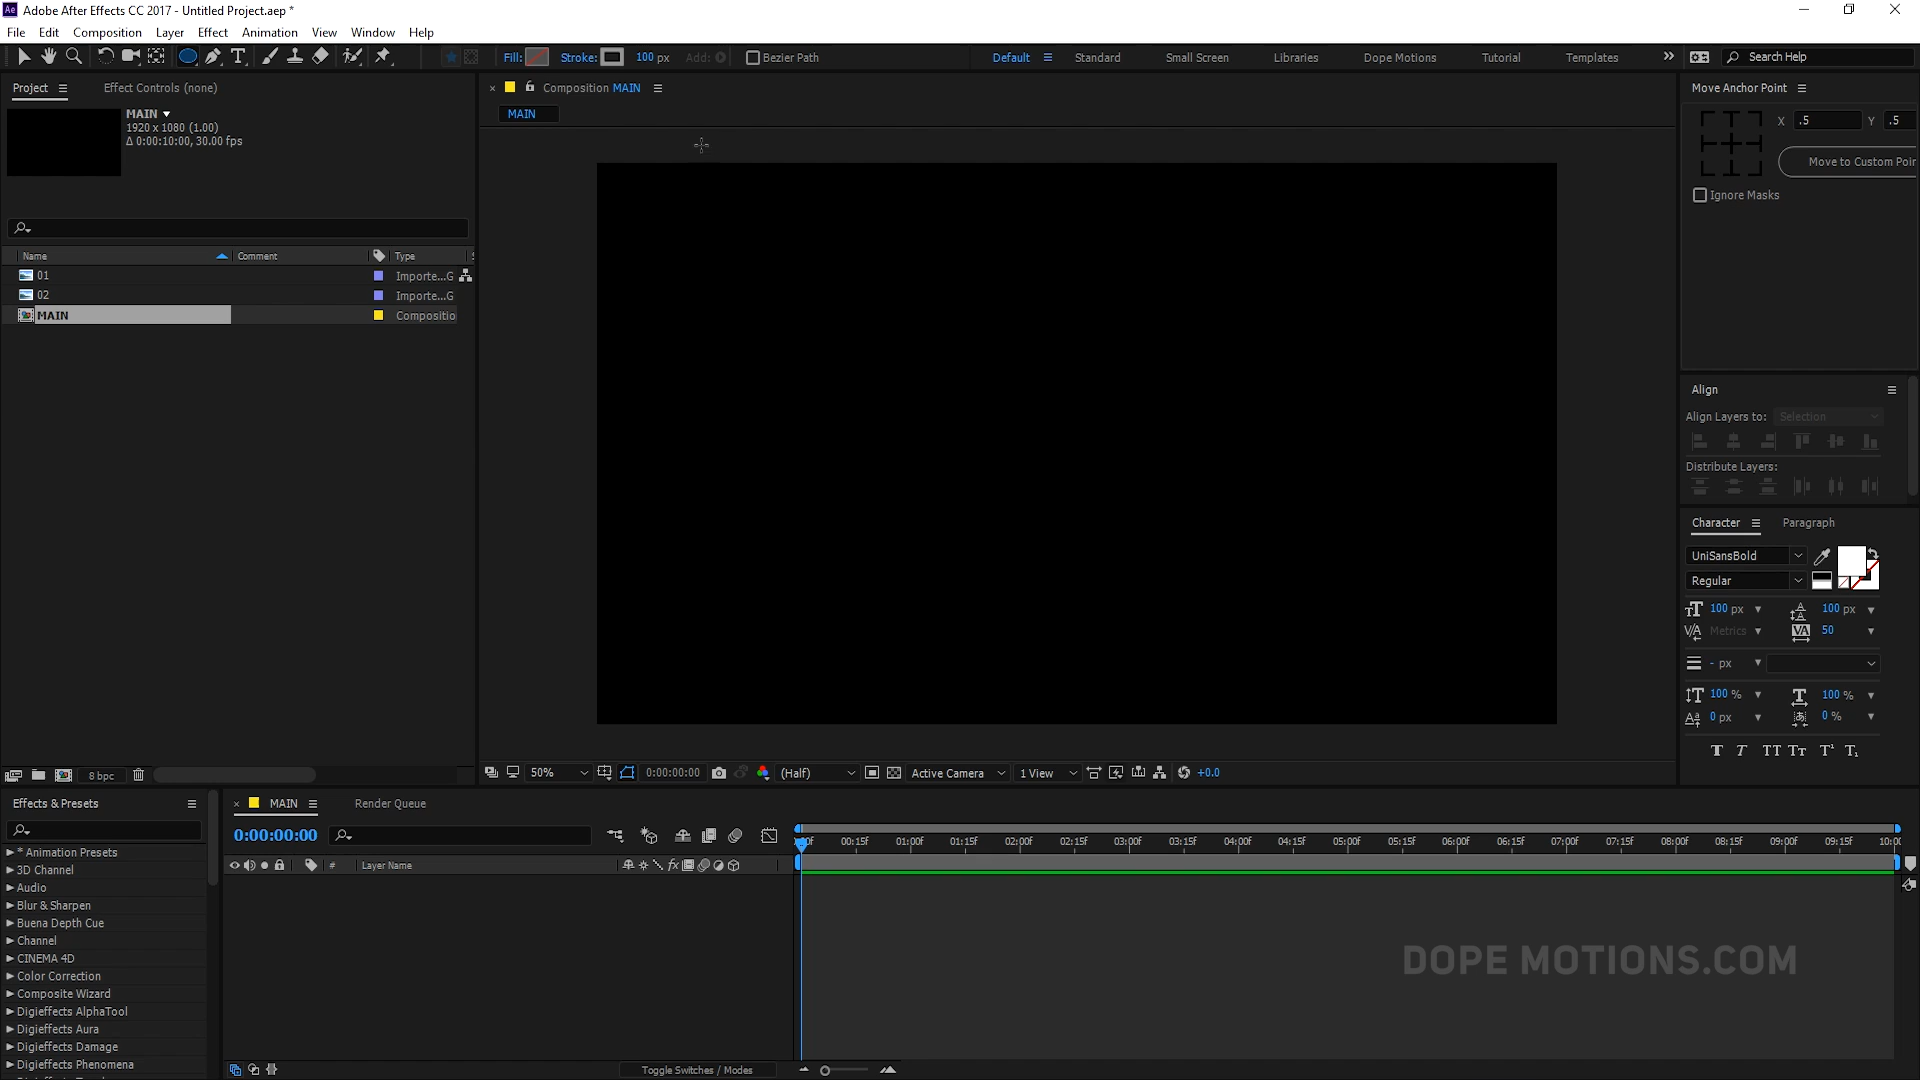 Adobe After Effects CC 2017 - Untitled Project.aep *
File Edit Composition Layer Effect Animation View Window Help
Fill: Stroke: 100 px Add: Bezier Path Default Standard Small Screen Libraries Dope Motions Tutorial Templates Search Help
Project Effect Controls (none)
MAIN
1920 x 1080 (1.00)
Δ 0:00:10:00, 30.00 fps
Name Comment Type
01 Importe...G
02 Importe...G
MAIN Compositio
8 bpc
Composition MAIN
MAIN
50% 0:00:00:00 (Half) Active Camera 1 View +0.0
Move Anchor Point
X .5 Y .5
Move to Custom Poir
Ignore Masks
Align
Align Layers to: Selection
Distribute Layers:
Character Paragraph
UniSansBold
Regular
100 px 100 px
Metrics 50
- px
100 % 100 %
0 px 0 %
Effects & Presets
* Animation Presets
3D Channel
Audio
Blur & Sharpen
Buena Depth Cue
Channel
CINEMA 4D
Color Correction
Composite Wizard
Digieffects AlphaTool
Digieffects Aura
Digieffects Damage
Digieffects Phenomena
MAIN Render Queue
0:00:00:00
# Layer Name
00:15f 01:00f 01:15f 02:00f 02:15f 03:00f 03:15f 04:00f 04:15f 05:00f 05:15f 06:00f 06:15f 07:00f 07:15f 08:00f 08:15f 09:00f 09:15f 10:00
DOPE MOTIONS.COM
Toggle Switches / Modes